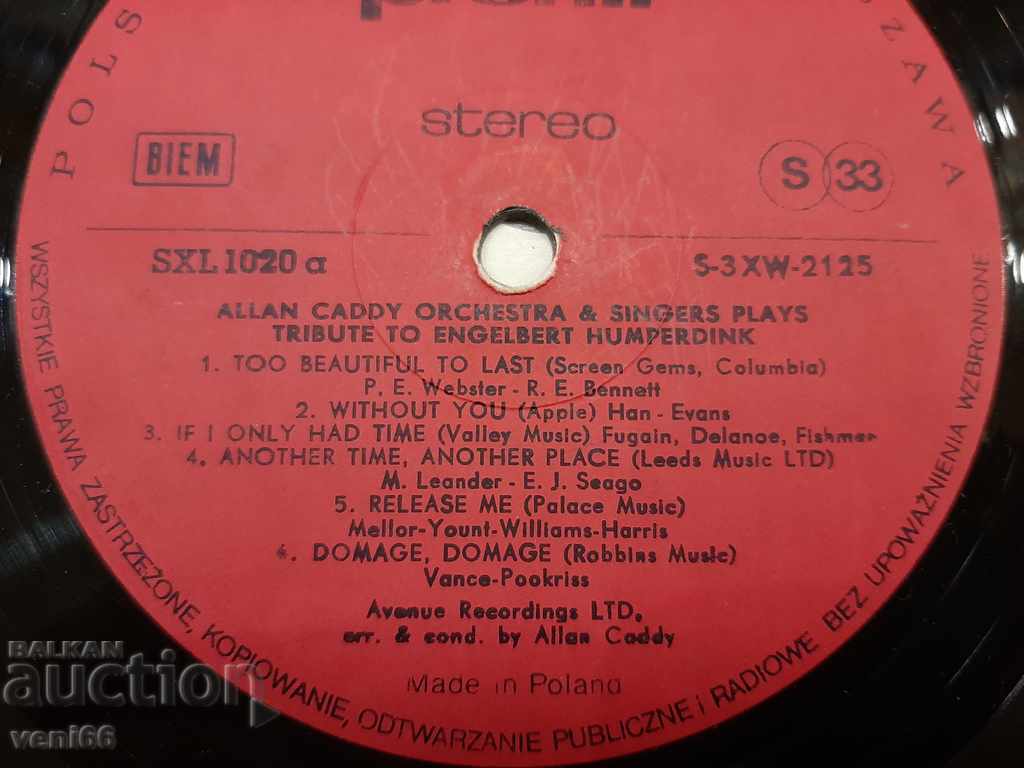 stereo
BIEM
S 33
SXL 1020 a
S-3XW-2125
ALLAN CADDY ORCHESTRA & SINGERS PLAYS
TRIBUTE TO ENGELBERT HUMPERDINK
1. TOO BEAUTIFUL TO LAST (Screen Gems, Columbia)
P. E. Webster - R. E. Bennett
2. WITHOUT YOU (Apple) Han - Evans
3. IF I ONLY HAD TIME (Valley Music) Fugain, Delanoe, Fishmer
4. ANOTHER TIME, ANOTHER PLACE (Leeds Music LTD)
M. Leander - E. J. Seago
5. RELEASE ME (Palace Music)
Mellor-Yount-Williams-Harris
6. DOMAGE, DOMAGE (Robbins Music)
Vance-Pookriss
Avenue Recordings LTD.
arr. & cond. by Allan Caddy
Made in Poland
POLS
ZAWA
WSZYSTKIE PRAWA ZASTRZEŻONE, KOPIOWANIE, ODTWARZANIE PUBLICZNE i RADIOWE BEZ UPOWAŻNIENIA WZBRONIONE
BALKAN
auction
veni66